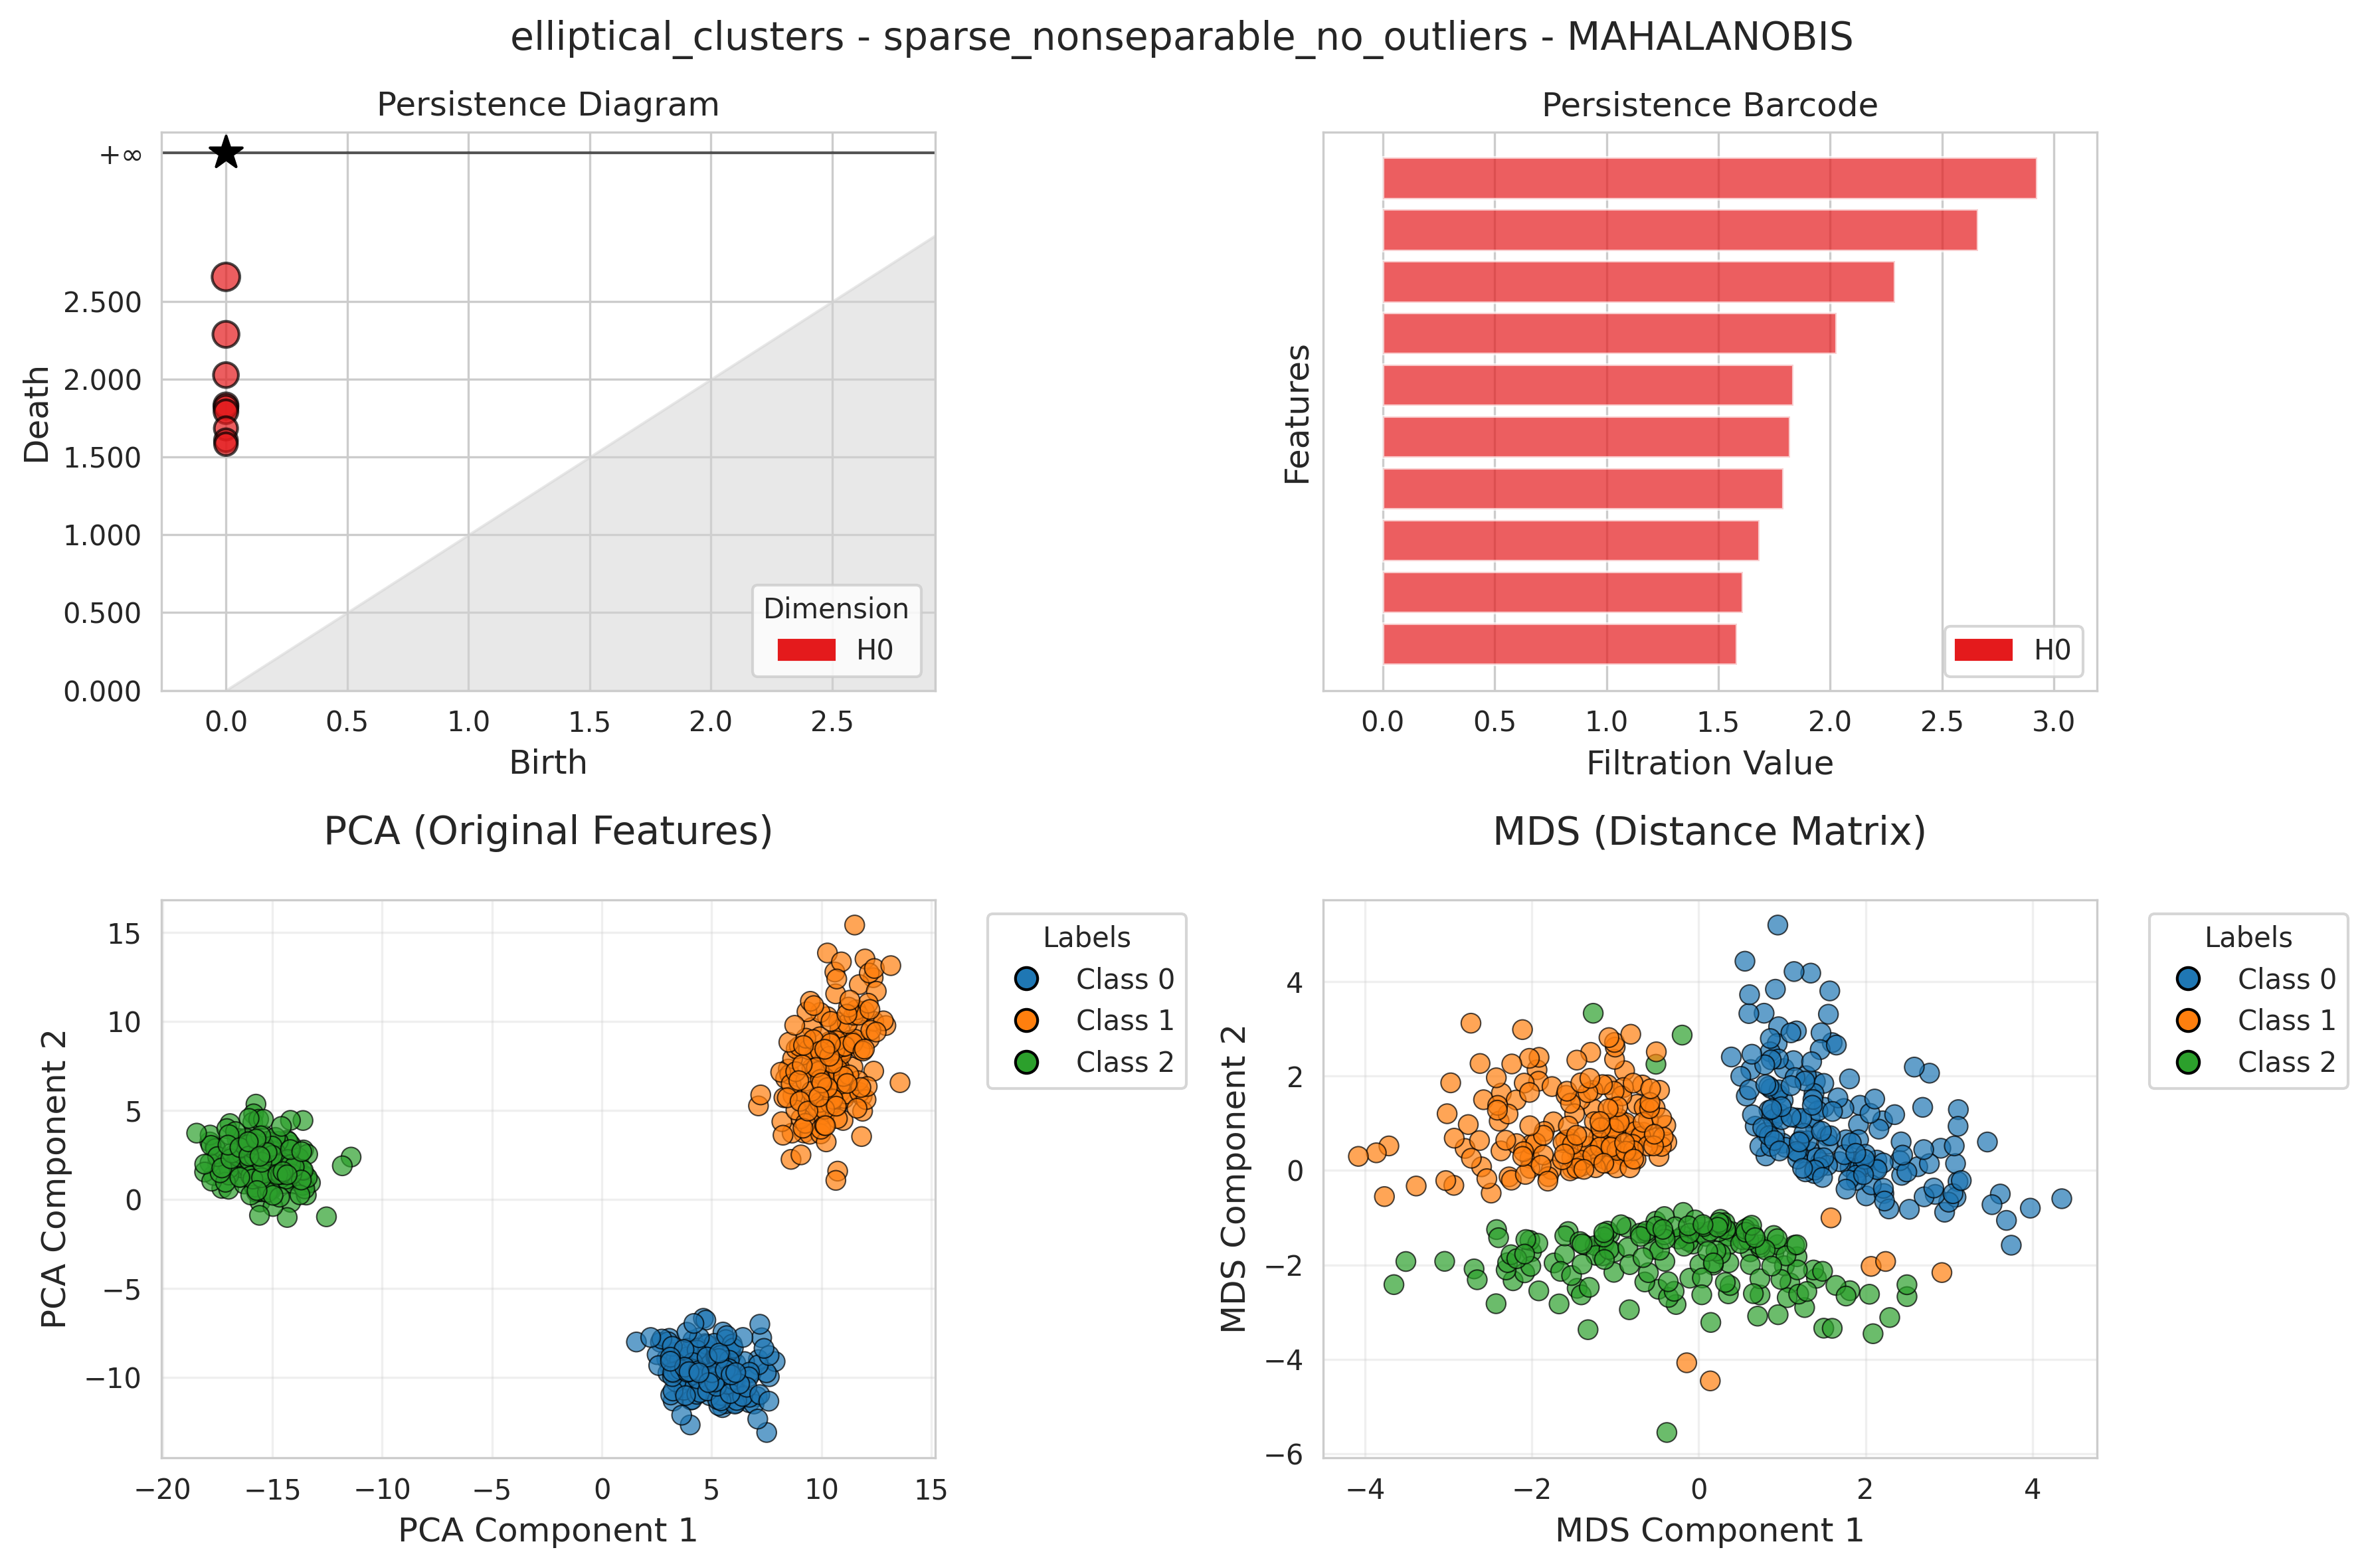 elliptical_clusters - sparse_nonseparable_no_outliers - MAHALANOBIS
Persistence Diagram
+∞
2.500
2.000
1.500
1.000
0.500
0.000
Death
0.0 0.5 1.0 1.5 2.0 2.5
Birth
Dimension
H0
Persistence Barcode
Features
0.0 0.5 1.0 1.5 2.0 2.5 3.0
Filtration Value
H0
PCA (Original Features)
15
10
5
0
−5
−10
PCA Component 2
−20 −15 −10 −5 0 5 10 15
PCA Component 1
Labels
Class 0
Class 1
Class 2
MDS (Distance Matrix)
4
2
0
−2
−4
−6
MDS Component 2
−4 −2 0 2 4
MDS Component 1
Labels
Class 0
Class 1
Class 2